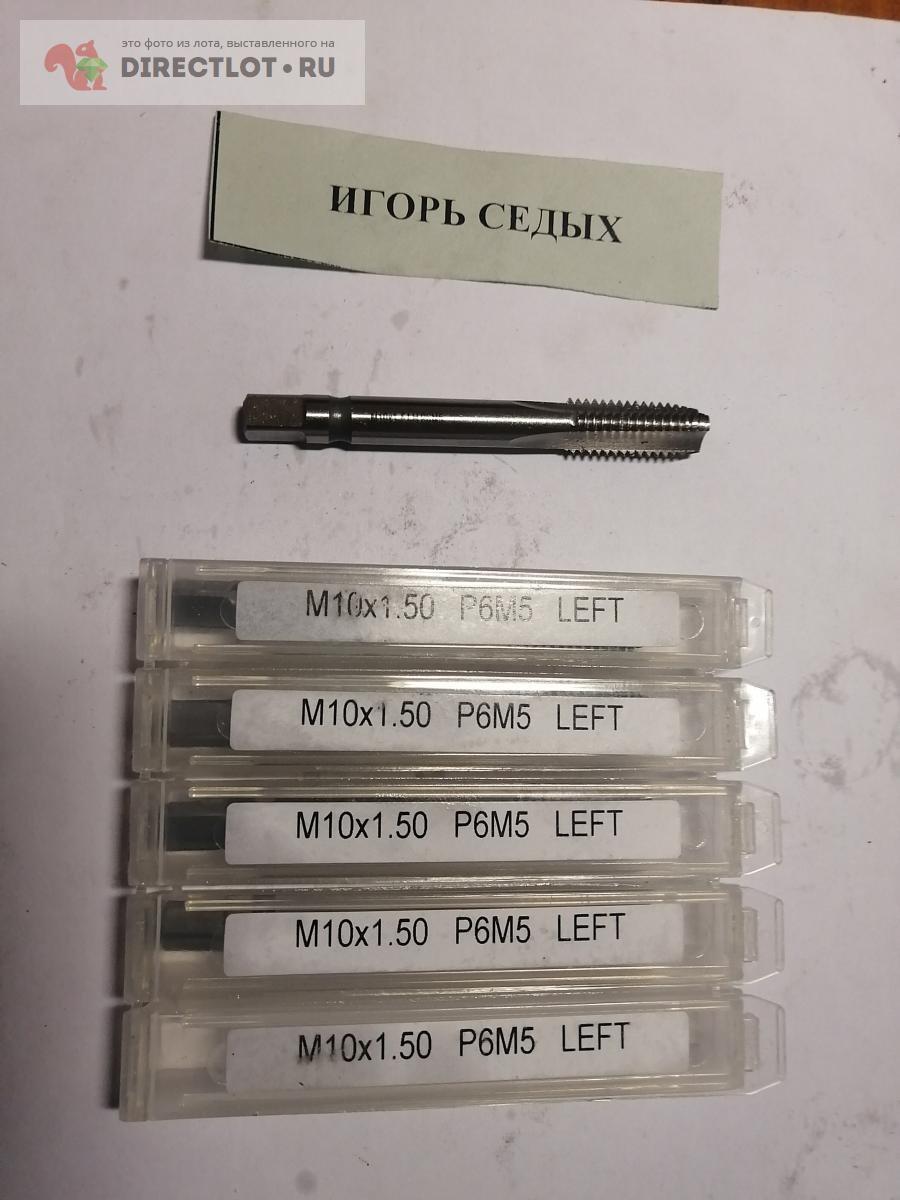 это фото из лота, выставленного на
DIRECTLOT•RU
ИГОРЬ СЕДЫХ
M10x1.50 P6M5 LEFT
M10x1.50 P6M5 LEFT
M10x1.50 P6M5 LEFT
M10x1.50 P6M5 LEFT
M10x1.50 P6M5 LEFT